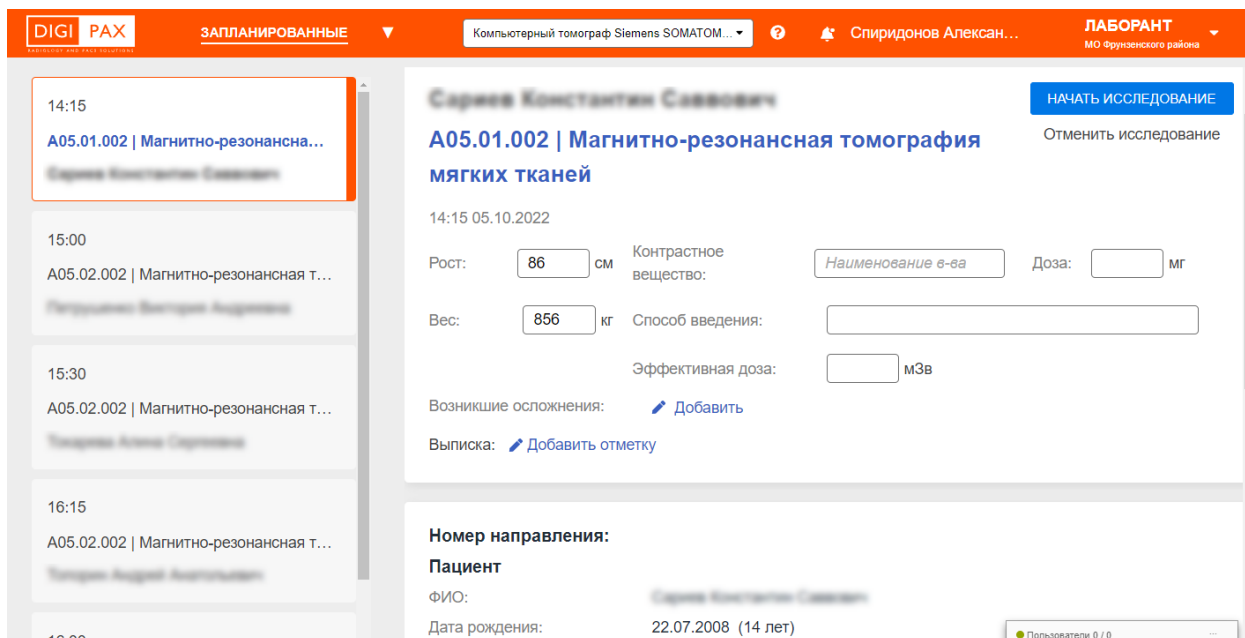 DIGI PAX
RADIOLOGY AND PACS SOLUTIONS
ЗАПЛАНИРОВАННЫЕ
Компьютерный томограф Siemens SOMATOM...
Спиридонов Алексан...
ЛАБОРАНТ
МО Фрунзенского района
14:15
A05.01.002 | Магнитно-резонансна...
15:00
A05.02.002 | Магнитно-резонансная т...
15:30
A05.02.002 | Магнитно-резонансная т...
16:15
A05.02.002 | Магнитно-резонансная т...
НАЧАТЬ ИССЛЕДОВАНИЕ
A05.01.002 | Магнитно-резонансная томография
мягких тканей
Отменить исследование
14:15 05.10.2022
Рост: 86 см Контрастное вещество: Наименование в-ва Доза: мг
Вес: 856 кг Способ введения:
Эффективная доза: мЗв
Возникшие осложнения: Добавить
Выписка: Добавить отметку
Номер направления:
Пациент
ФИО:
Дата рождения: 22.07.2008 (14 лет)
Пользователи 0 / 0